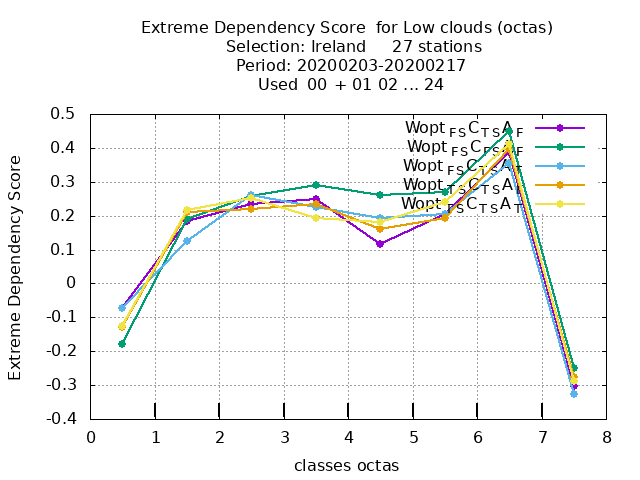 Extreme Dependency Score for Low clouds (octas)
Selection: Ireland 27 stations
Period: 20200203-20200217
Used 00 + 01 02 ... 24
Wopt FS C TS A F
Wopt FS C FS A F
Wopt FS C TS A
Wopt TS C TS A
Wopt FS C TS A T
0.5
0.4
0.3
0.2
0.1
0
-0.1
-0.2
-0.3
-0.4
Extreme Dependency Score
0 1 2 3 4 5 6 7 8
classes octas